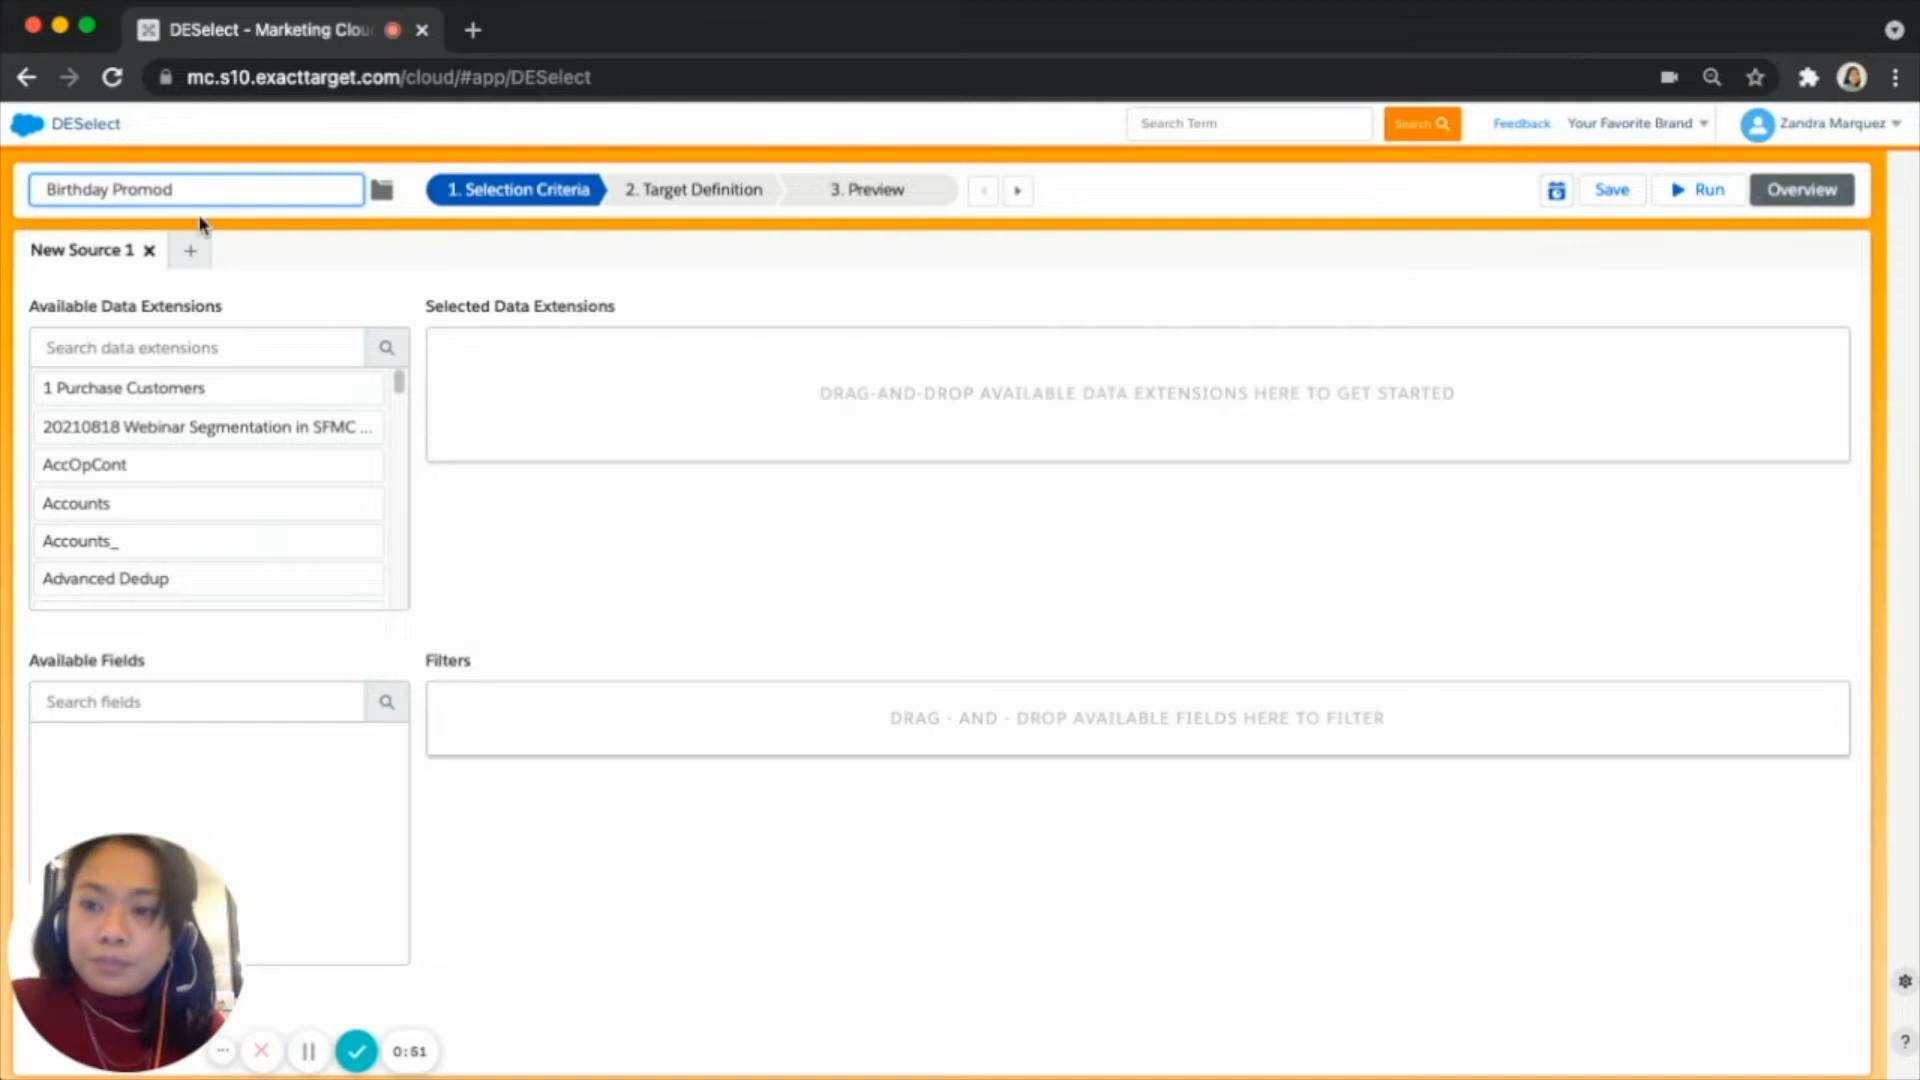 DESelect - Marketing Clou
mc.s10.exacttarget.com/cloud/#app/DESelect
DESelect
Search Term
Search
Feedback
Your Favorite Brand
Zandra Marquez
Birthday Promod
1. Selection Criteria
2. Target Definition
3. Preview
Save
Run
Overview
New Source 1
+
Available Data Extensions
Selected Data Extensions
Search data extensions
1 Purchase Customers
20210818 Webinar Segmentation in SFMC ...
AccOpCont
Accounts
Accounts_
Advanced Dedup
DRAG-AND-DROP AVAILABLE DATA EXTENSIONS HERE TO GET STARTED
Available Fields
Filters
Search fields
DRAG - AND - DROP AVAILABLE FIELDS HERE TO FILTER
0:51
?